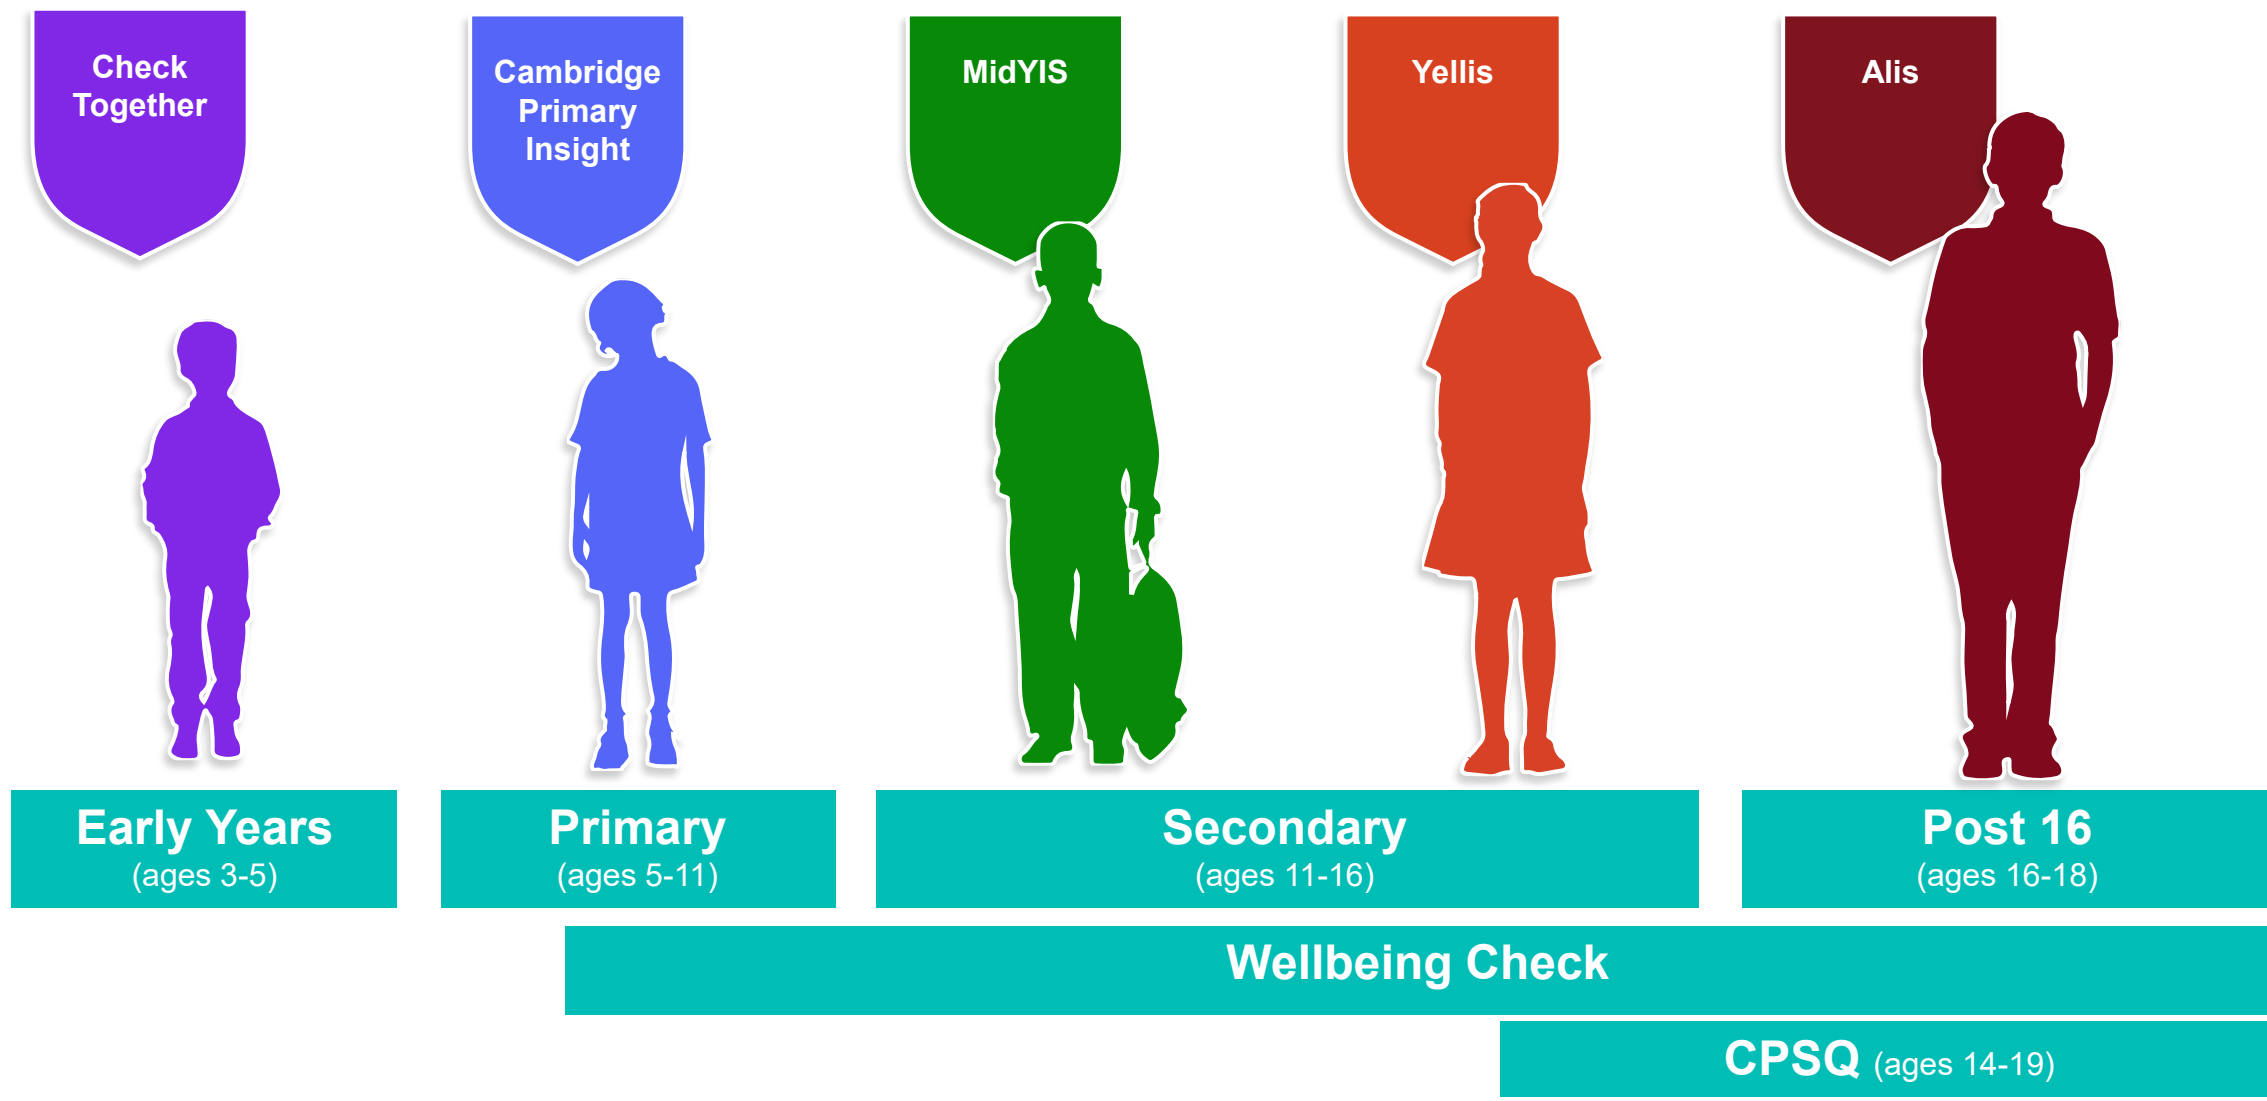 Check
Together
Cambridge
Primary
Insight
MidYIS
Yellis
Alis
Early Years
(ages 3-5)
Primary
(ages 5-11)
Secondary
(ages 11-16)
Post 16
(ages 16-18)
Wellbeing Check
CPSQ (ages 14-19)